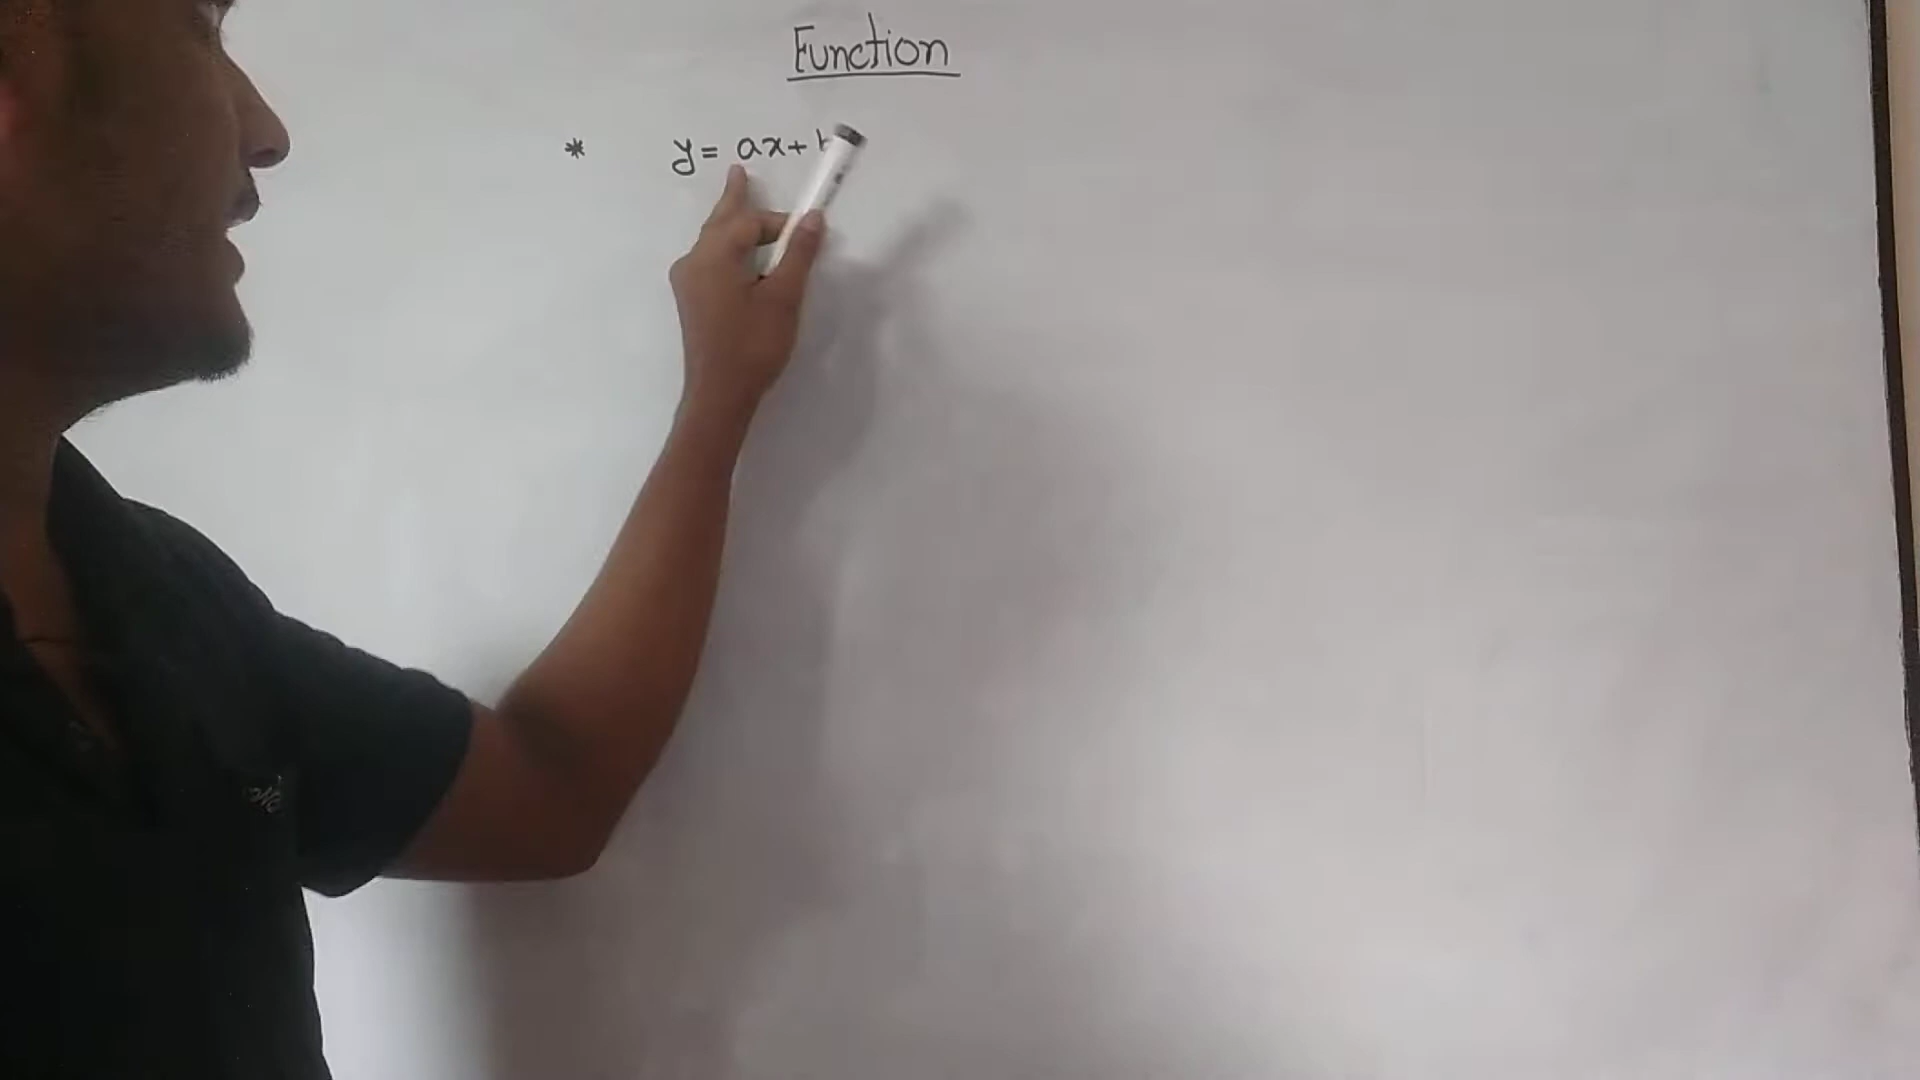 Function
* y = ax +